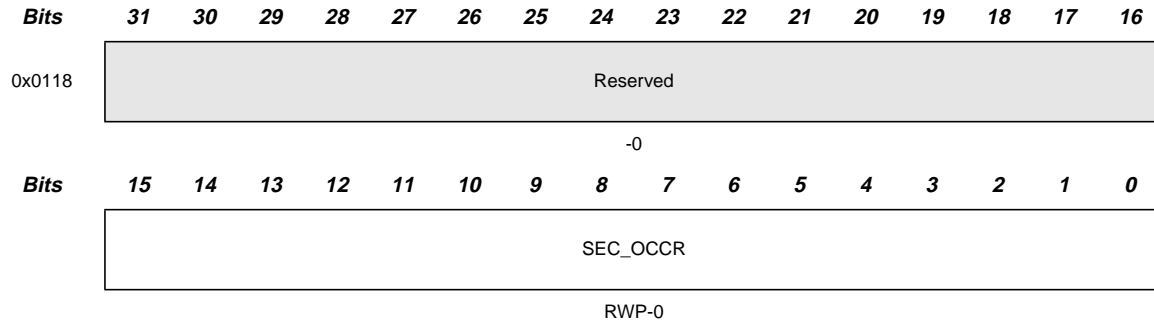 Bits 31 30 29 28 27 26 25 24 23 22 21 20 19 18 17 16
0x0118 Reserved
-0
Bits 15 14 13 12 11 10 9 8 7 6 5 4 3 2 1 0
SEC_OCCR
RWP-0